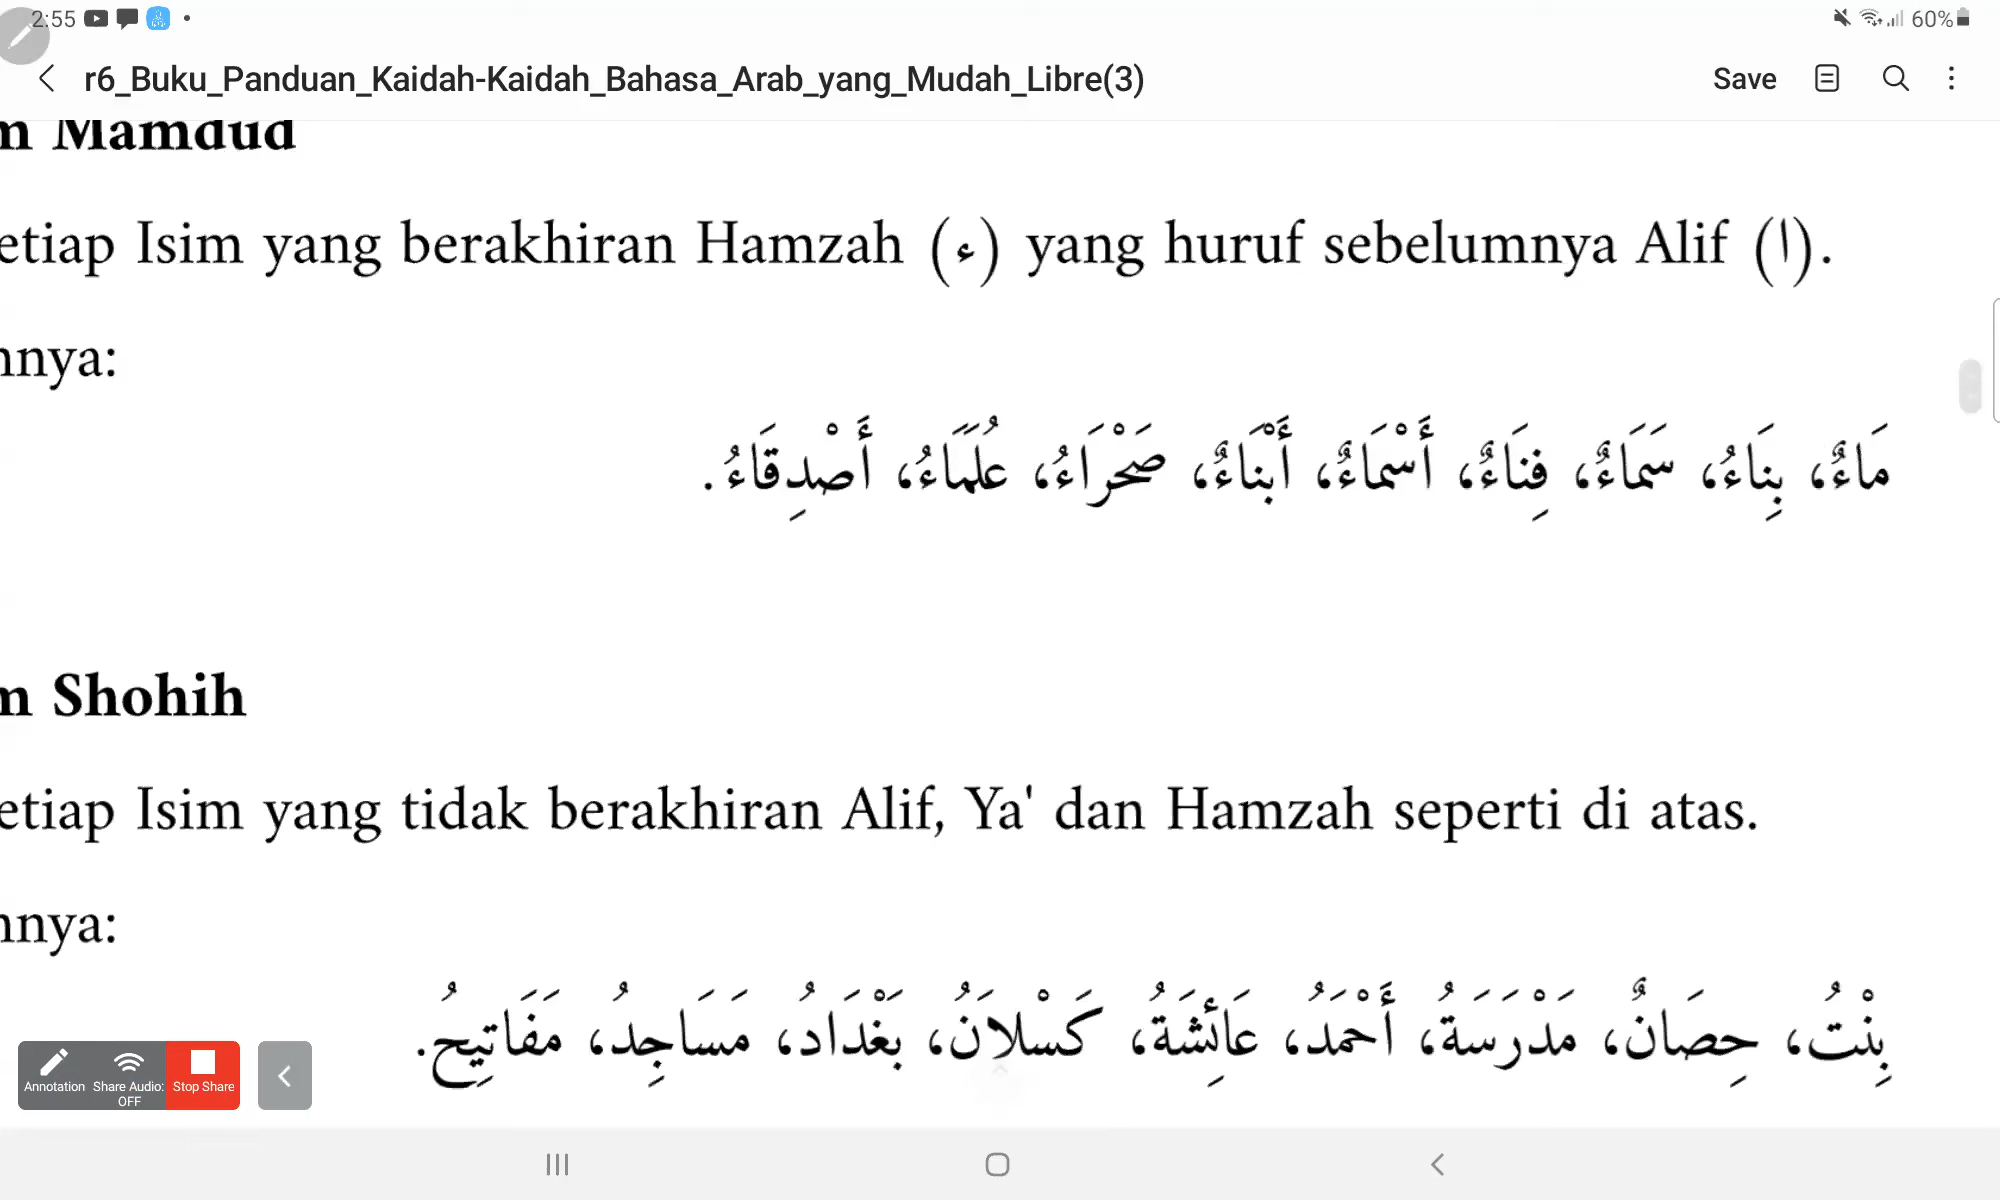 2:55
60%
r6_Buku_Panduan_Kaidah-Kaidah_Bahasa_Arab_yang_Mudah_Libre(3)
Save
m Mamdud
etiap Isim yang berakhiran Hamzah (ء) yang huruf sebelumnya Alif (ا).
nnya:
مَاءٌ، بِنَاءُ، سَمَاءٌ، فِنَاءٌ، أَسْمَاءٌ، أَبْنَاءٌ، صَحْرَاءُ، عُلَمَاءُ، أَصْدِقَاءُ.
m Shohih
etiap Isim yang tidak berakhiran Alif, Ya' dan Hamzah seperti di atas.
nnya:
بِنْتُ، حِصَانٌ، مَدْرَسَةُ، أَحْمَدُ، عَائِشَةُ، كَسْلَانُ، بَغْدَادُ، مَسَاجِدُ، مَفَاتِيحُ.
Annotation Share Audio: OFF Stop Share